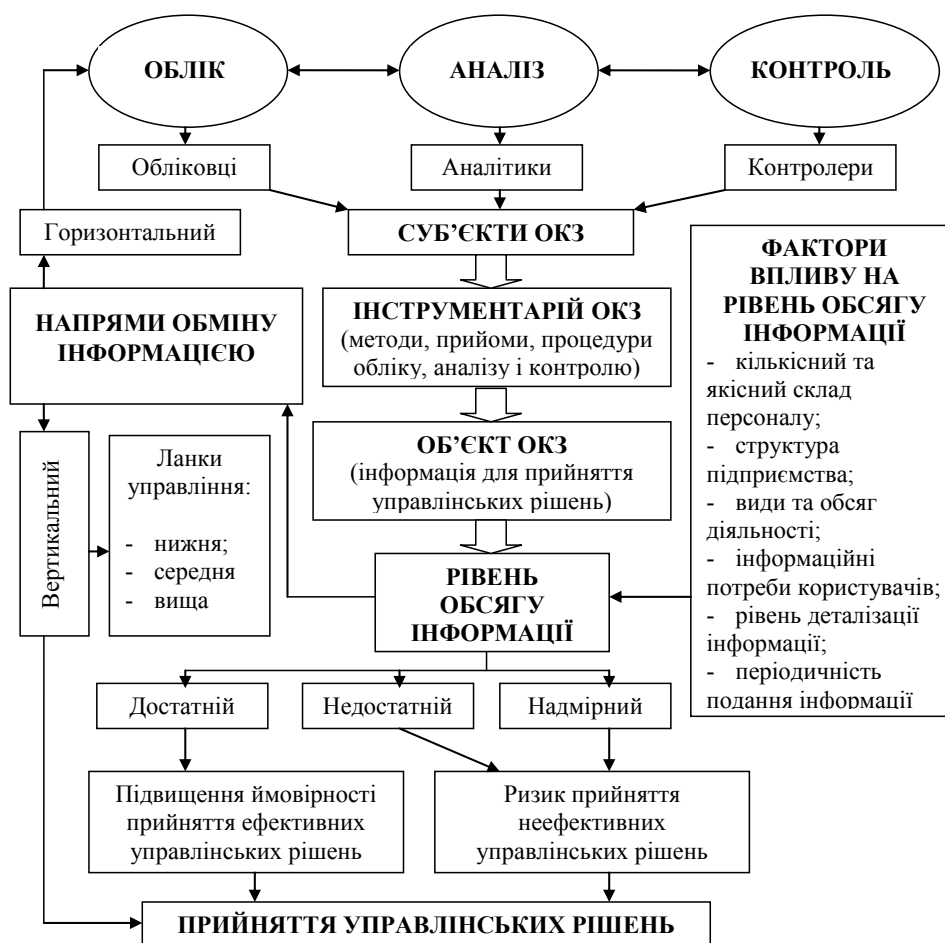 ОБЛІК
АНАЛІЗ
КОНТРОЛЬ
Обліковці
Аналітики
Контролери
Горизонтальний
СУБ’ЄКТИ ОКЗ
НАПРЯМИ ОБМІНУ
ІНФОРМАЦІЄЮ
ІНСТРУМЕНТАРІЙ ОКЗ
(методи, прийоми, процедури
обліку, аналізу і контролю)
ФАКТОРИ
ВПЛИВУ НА
РІВЕНЬ ОБСЯГУ
ІНФОРМАЦІЇ
- кількісний та
якісний склад
персоналу;
- структура
підприємства;
- види та обсяг
діяльності;
- інформаційні
потреби користувачів;
- рівень деталізації
інформації;
- періодичність
подання інформації
Вертикальний
Ланки
управління:
- нижня;
- середня
- вища
ОБ’ЄКТ ОКЗ
(інформація для прийняття
управлінських рішень)
РІВЕНЬ
ОБСЯГУ
ІНФОРМАЦІЇ
Достатній
Недостатній
Надмірний
Підвищення ймовірності
прийняття ефективних
управлінських рішень
Ризик прийняття
неефективних
управлінських рішень
ПРИЙНЯТТЯ УПРАВЛІНСЬКИХ РІШЕНЬ